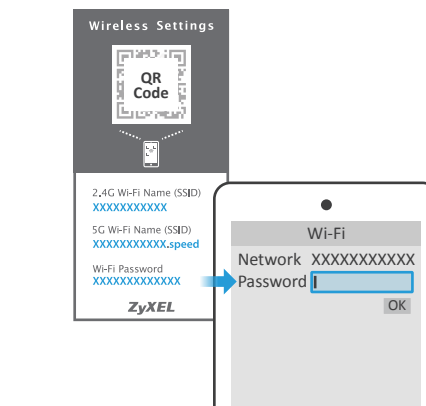 Wireless Settings
QR
Code
2.4G Wi-Fi Name (SSID)
XXXXXXXXXXX
5G Wi-Fi Name (SSID)
XXXXXXXXXXX.speed
Wi-Fi Password
XXXXXXXXXXXXX
ZyXEL
Wi-Fi
Network XXXXXXXXXXX
Password
OK